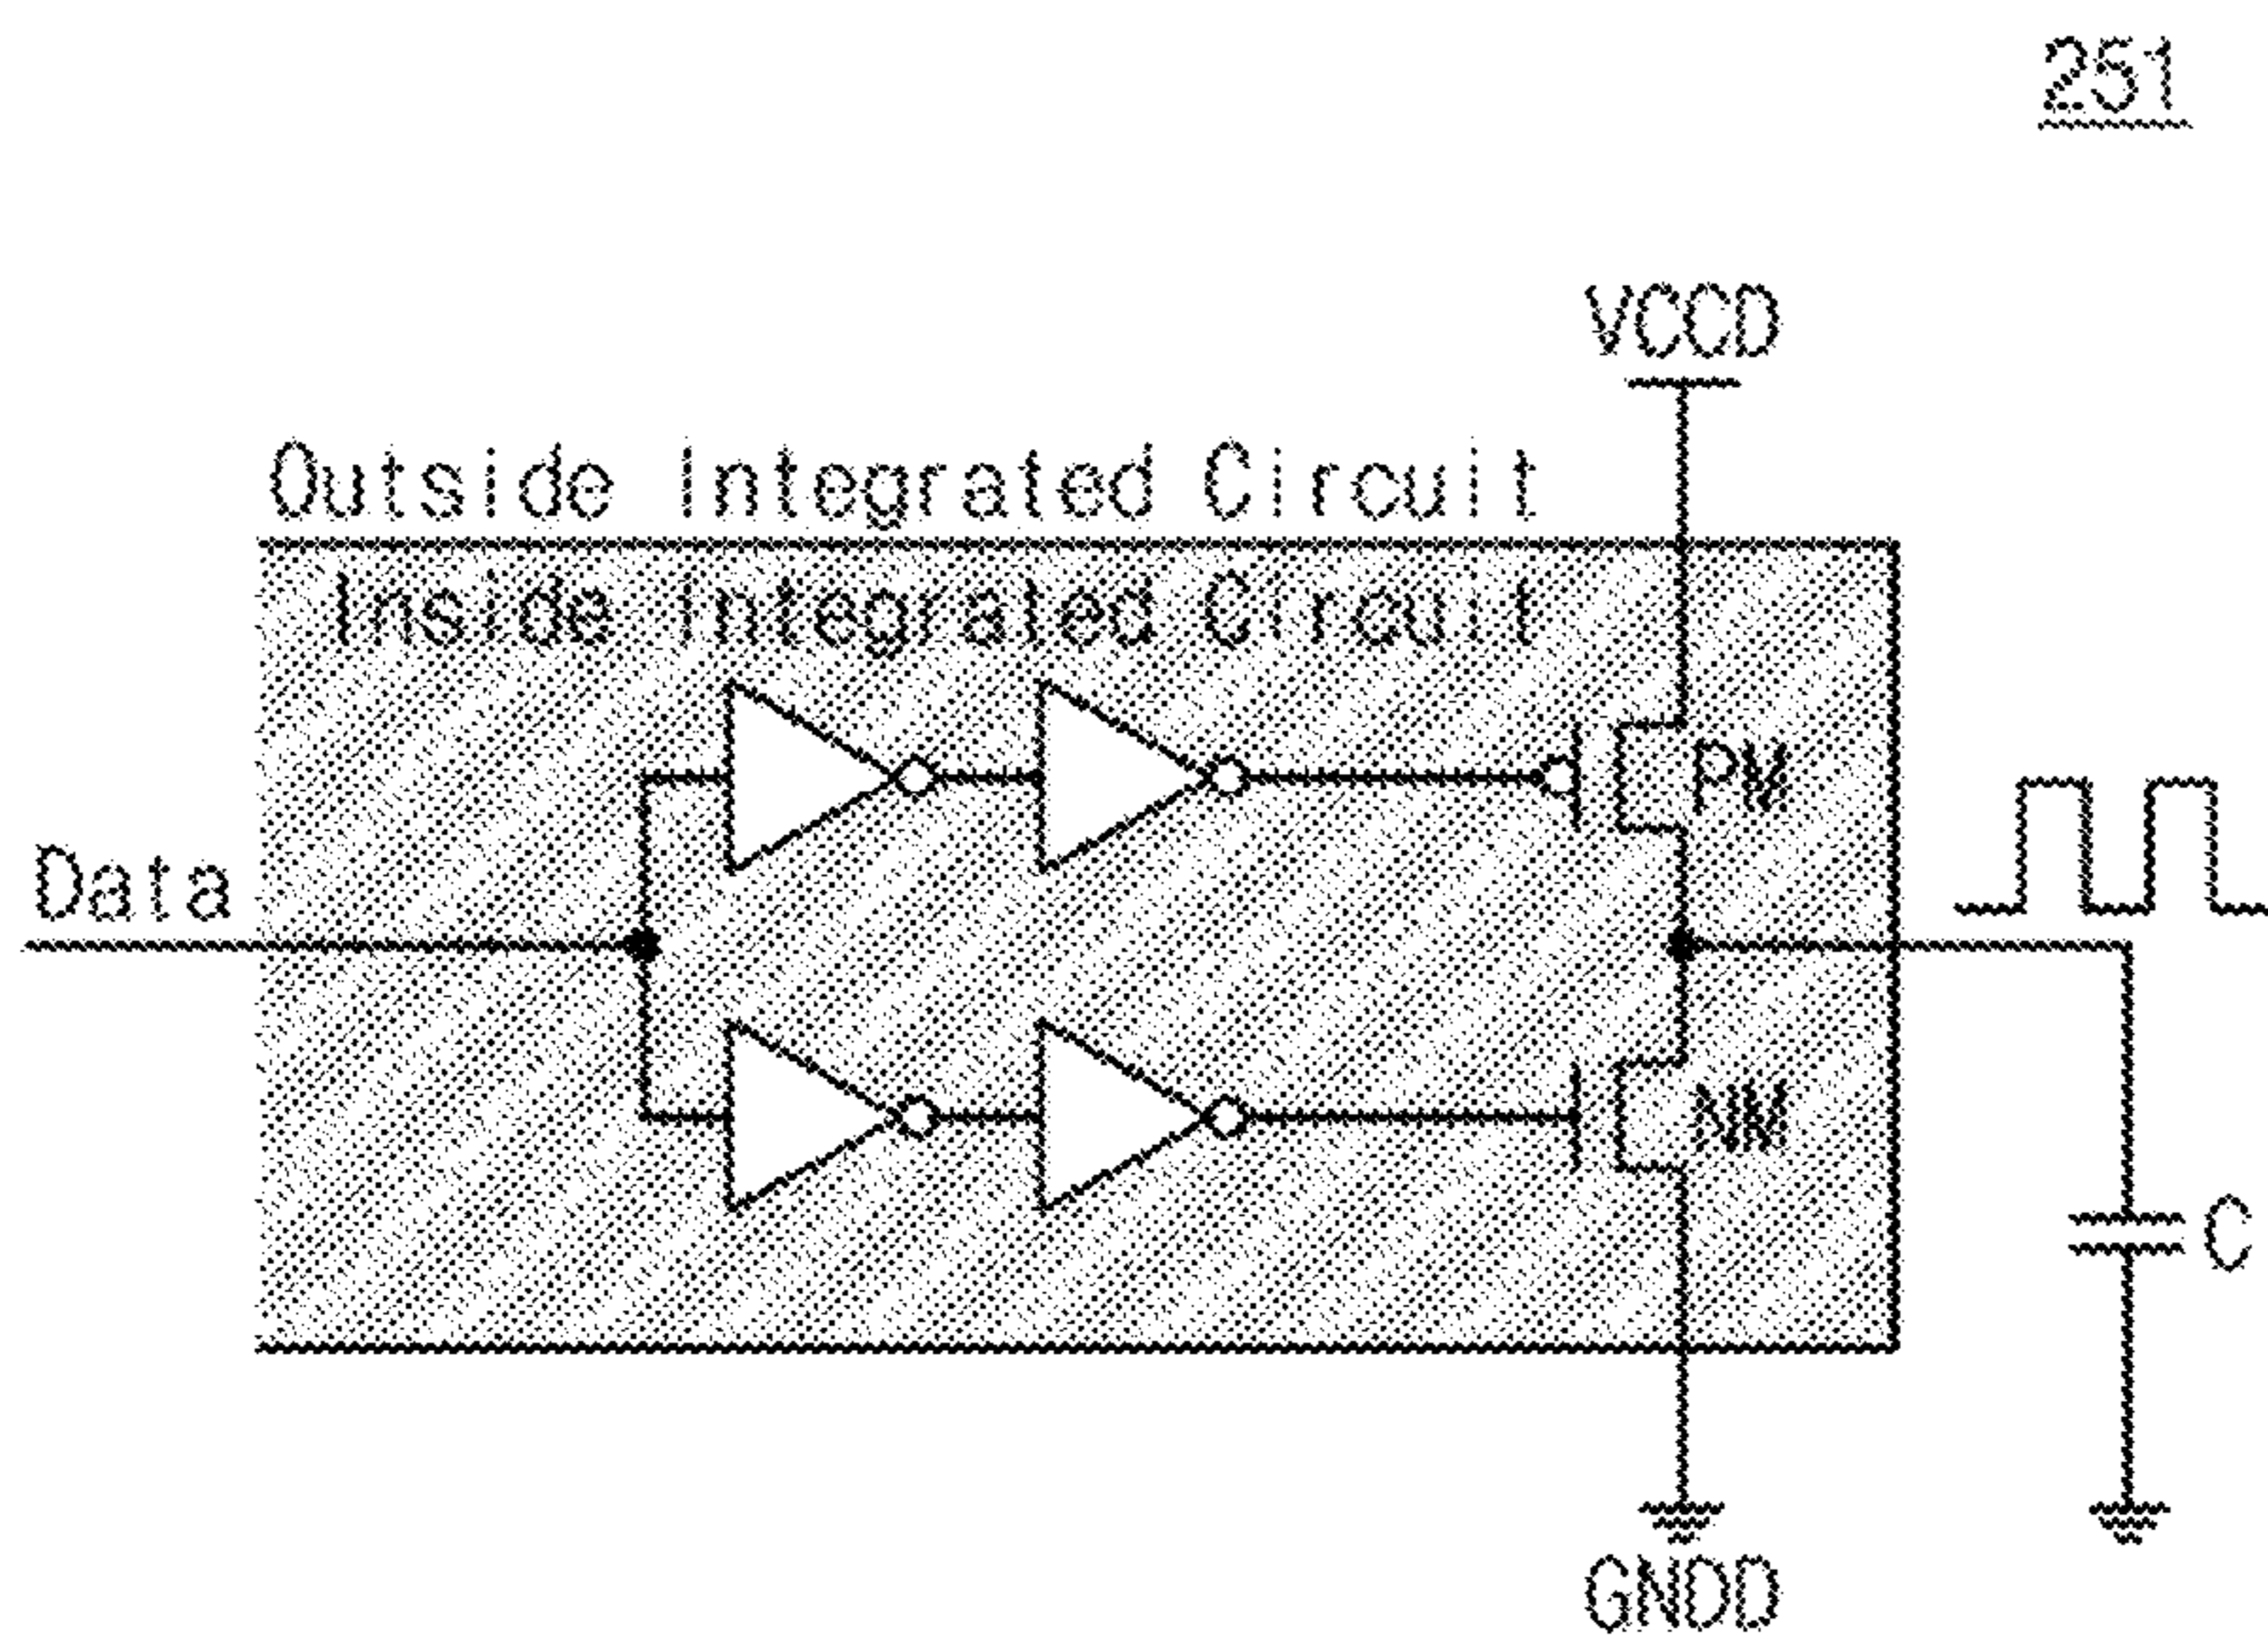 251
VCCD
Outside Integrated Circuit
Inside Integrated Circuit
PM
Data
NM
C
GNDD